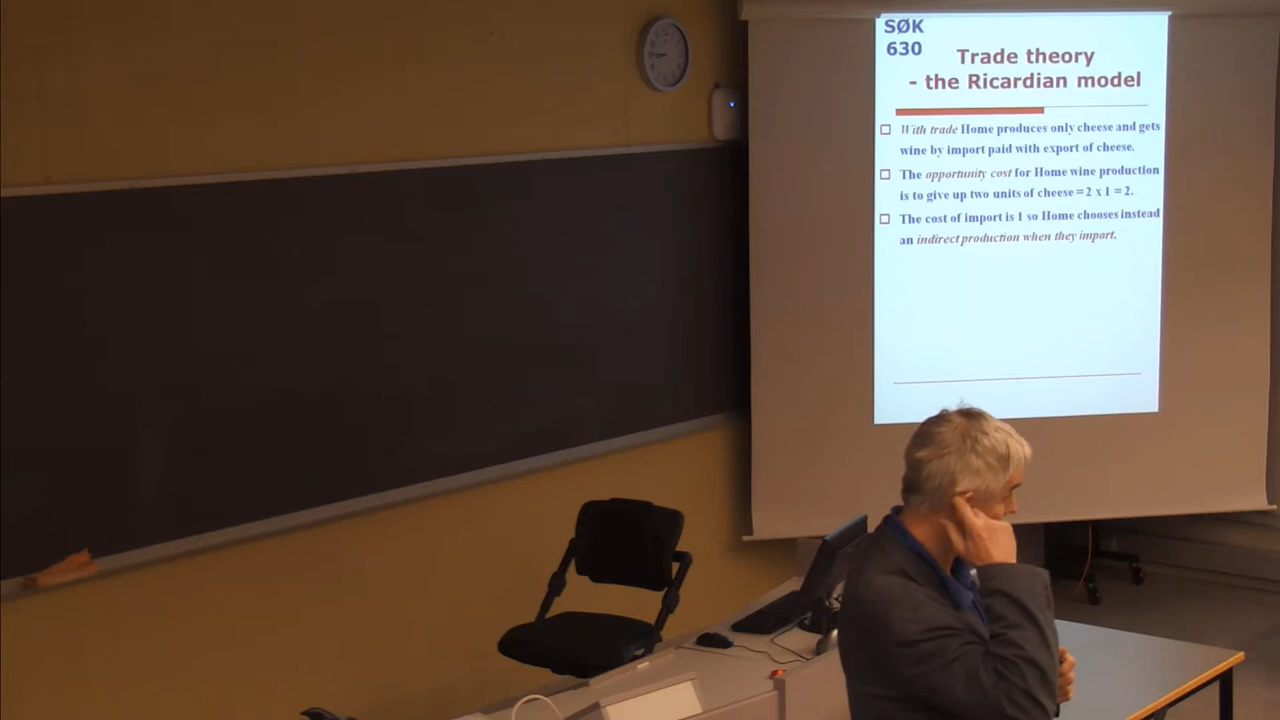 SØK
630
Trade theory
- the Ricardian model
With trade Home produces only cheese and gets
wine by import paid with export of cheese.
The opportunity cost for Home wine production
is to give up two units of cheese = 2 x 1 = 2.
The cost of import is 1 so Home chooses instead
an indirect production when they import.